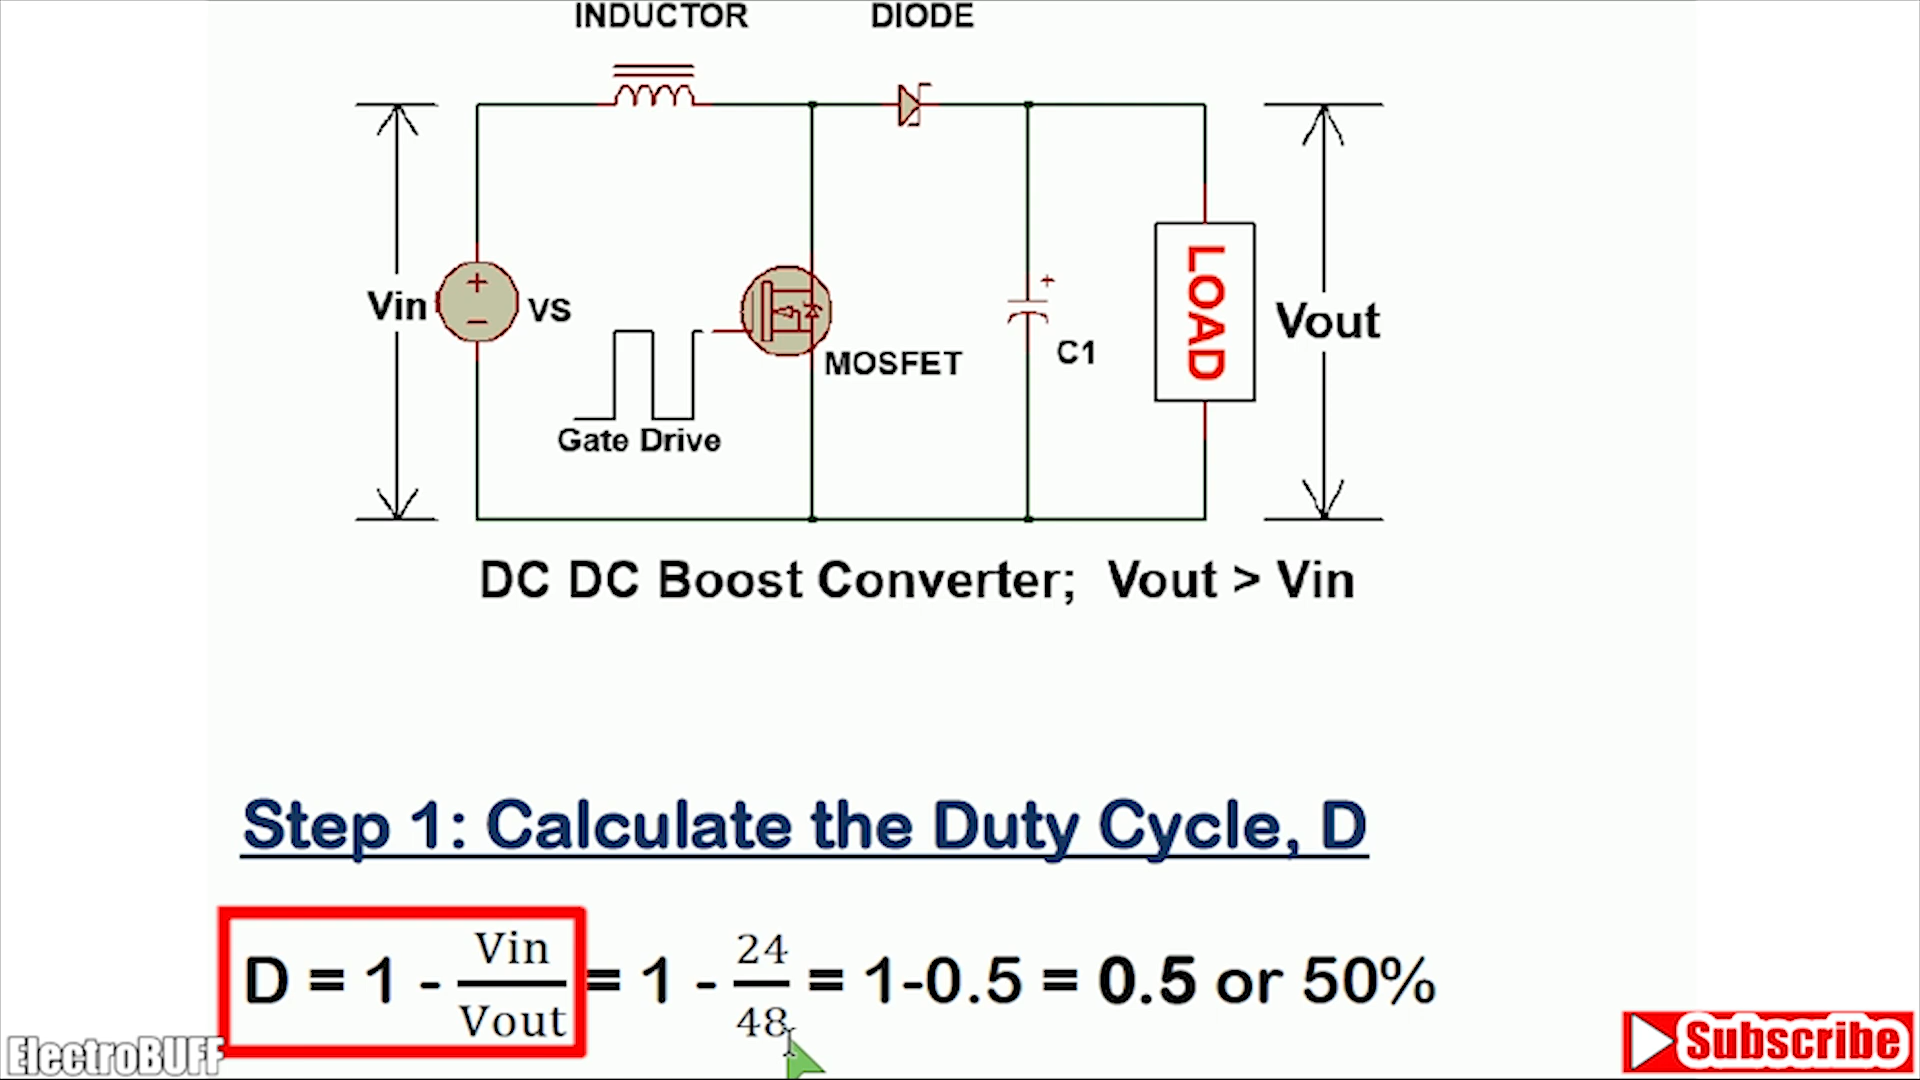 INDUCTOR
DIODE
Vin
+
VS
+
Vout
LOAD
MOSFET
C1
Gate Drive
DC DC Boost Converter; Vout > Vin
Step 1: Calculate the Duty Cycle, D
D = 1 - Vin/Vout = 1 - 24/48 = 1-0.5 = 0.5 or 50%
ElectroBUFF
Subscribe